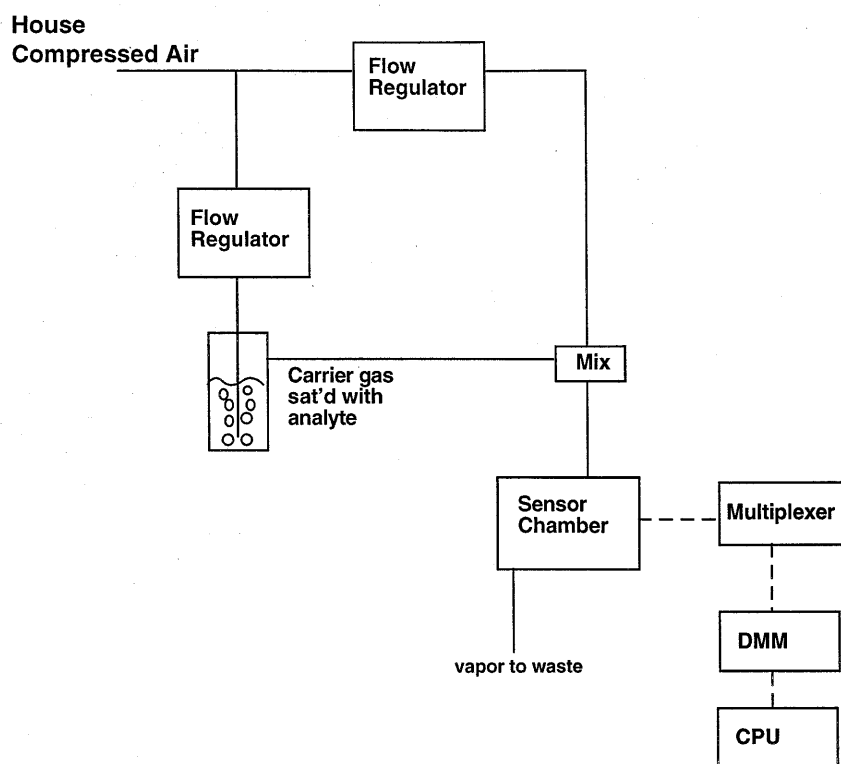 House
Compressed Air
Flow
Regulator
Flow
Regulator
Carrier gas
sat'd with
analyte
Mix
Sensor
Chamber
Multiplexer
vapor to waste
DMM
CPU